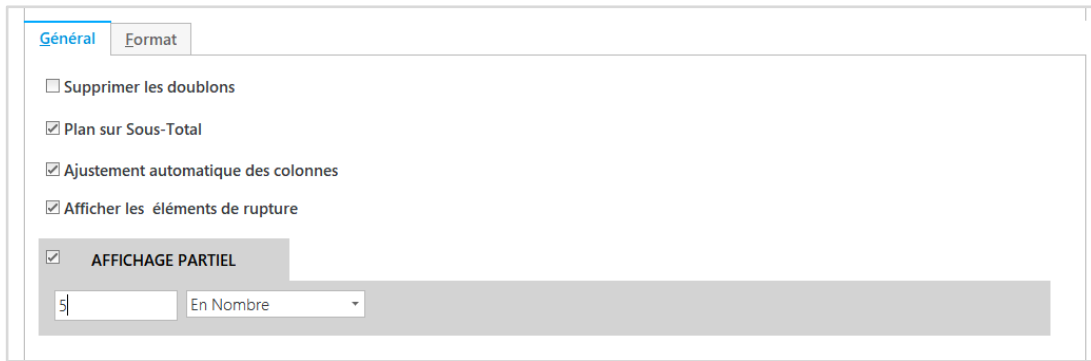 Général Format
Supprimer les doublons
Plan sur Sous-Total
Ajustement automatique des colonnes
Afficher les éléments de rupture
AFFICHAGE PARTIEL
5 En Nombre